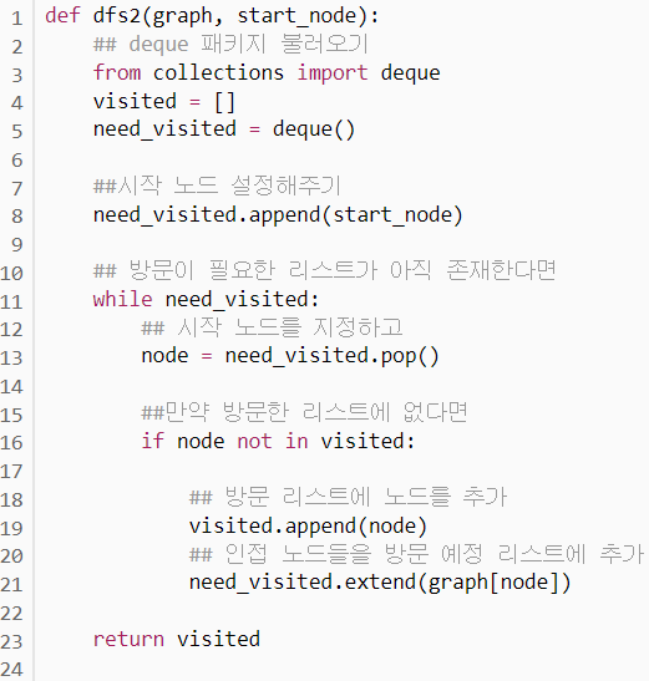 1 def dfs2(graph, start_node):
2     ## deque 패키지 불러오기
3     from collections import deque
4     visited = []
5     need_visited = deque()
6
7     ##시작 노드 설정해주기
8     need_visited.append(start_node)
9
10     ## 방문이 필요한 리스트가 아직 존재한다면
11     while need_visited:
12         ## 시작 노드를 지정하고
13         node = need_visited.pop()
14
15         ##만약 방문한 리스트에 없다면
16         if node not in visited:
17
18             ## 방문 리스트에 노드를 추가
19             visited.append(node)
20             ## 인접 노드들을 방문 예정 리스트에 추가
21             need_visited.extend(graph[node])
22
23     return visited
24